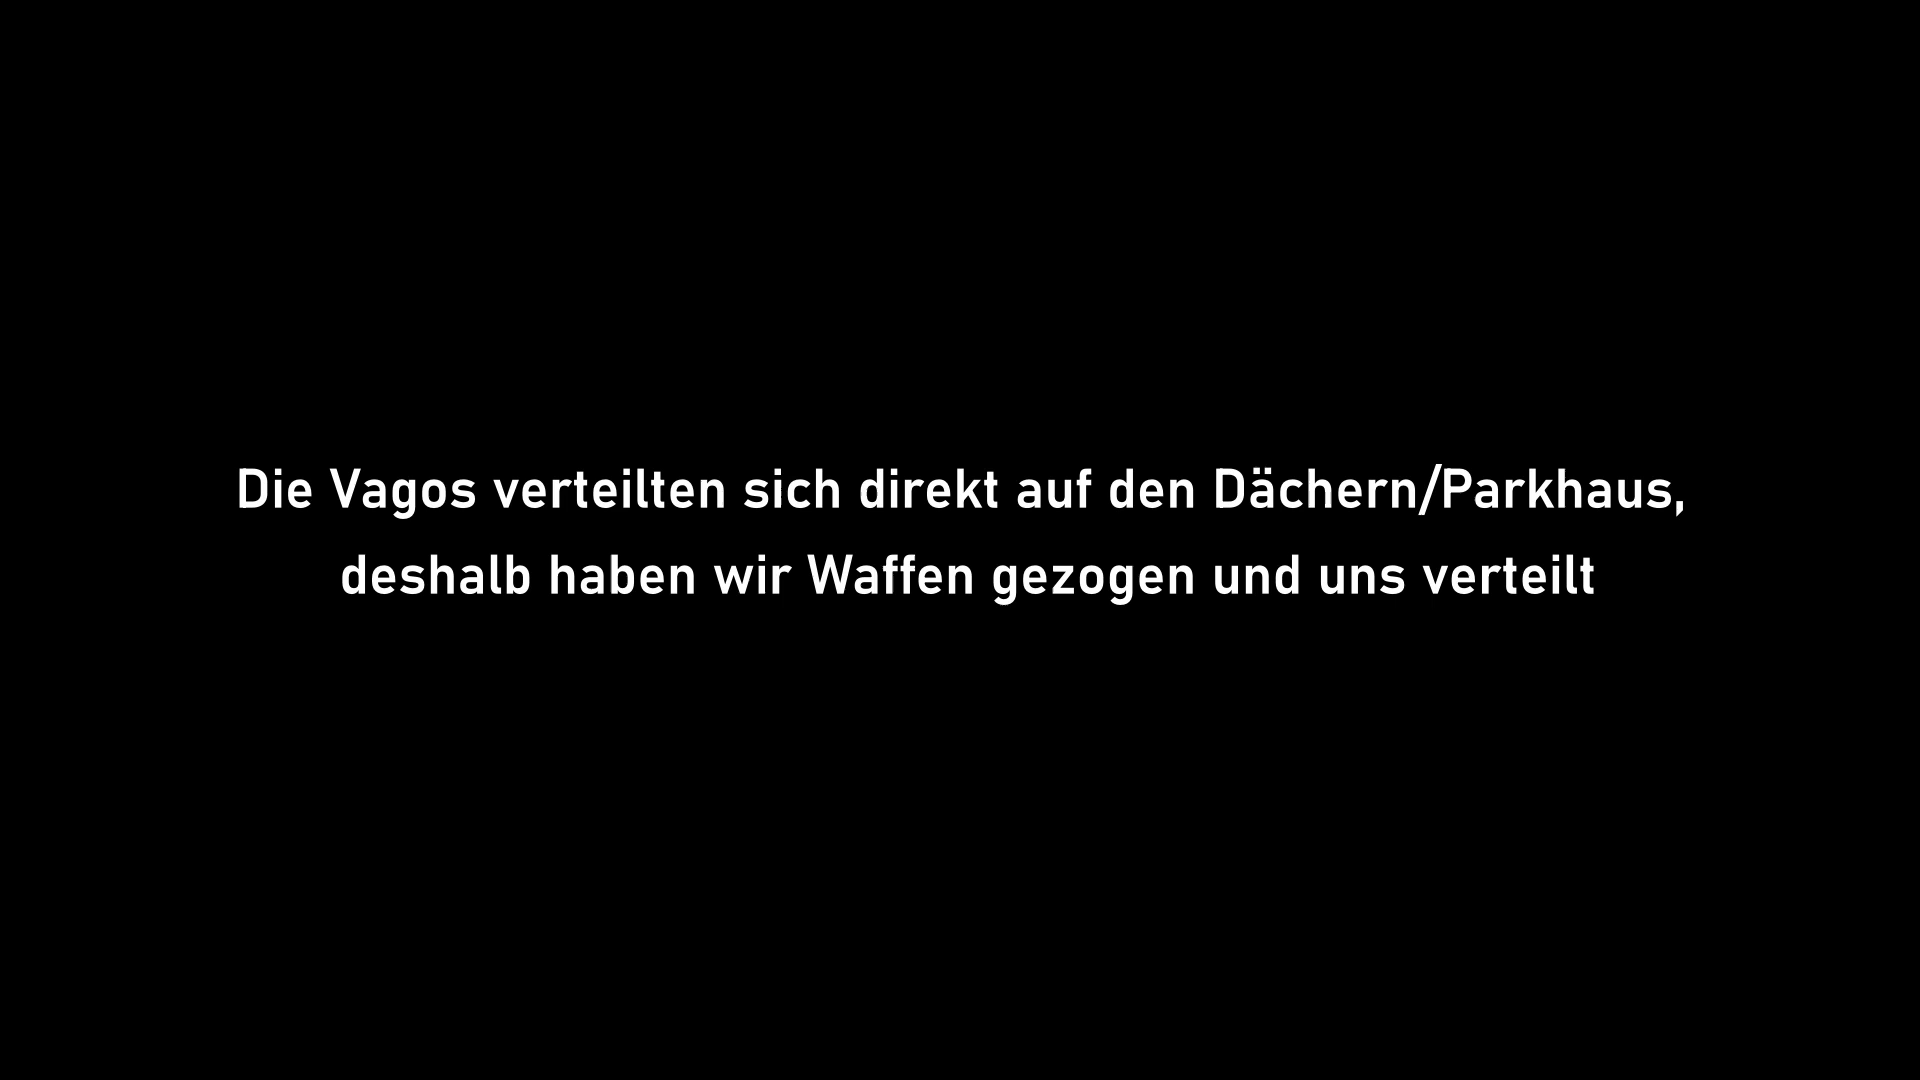 Die Vagos verteilten sich direkt auf den Dächern/Parkhaus,
deshalb haben wir Waffen gezogen und uns verteilt